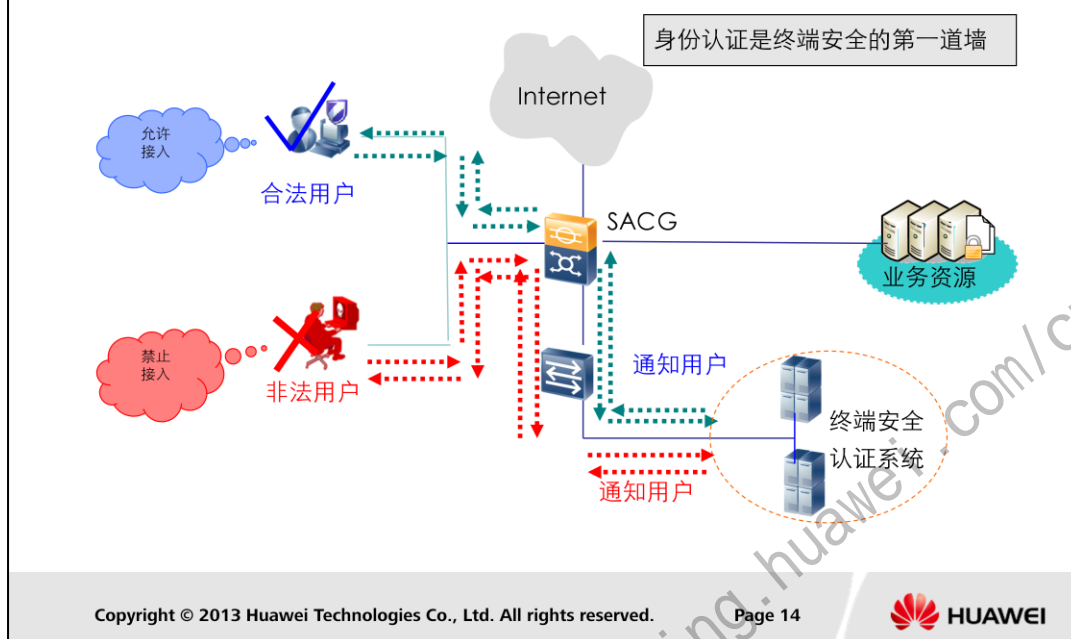 身份认证是终端安全的第一道墙
Internet
允许
接入
合法用户
SACG
业务资源
禁止
接入
非法用户
通知用户
终端安全
认证系统
通知用户
Copyright © 2013 Huawei Technologies Co., Ltd. All rights reserved.
Page 14
HUAWEI
ing.huawei.com/c